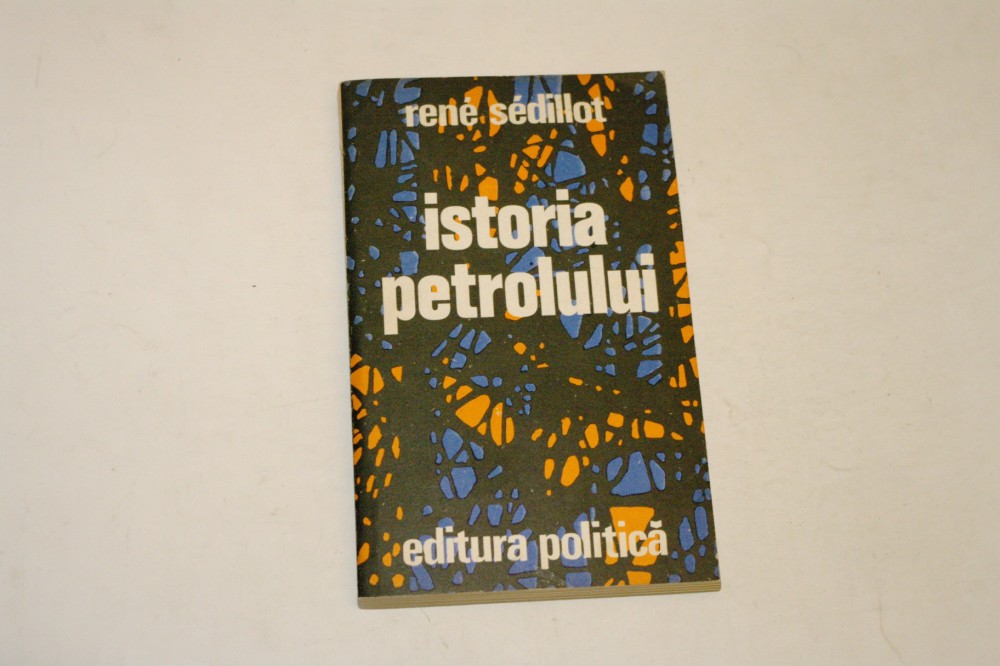 rené sédillot
istoria
petrolului
editura politică